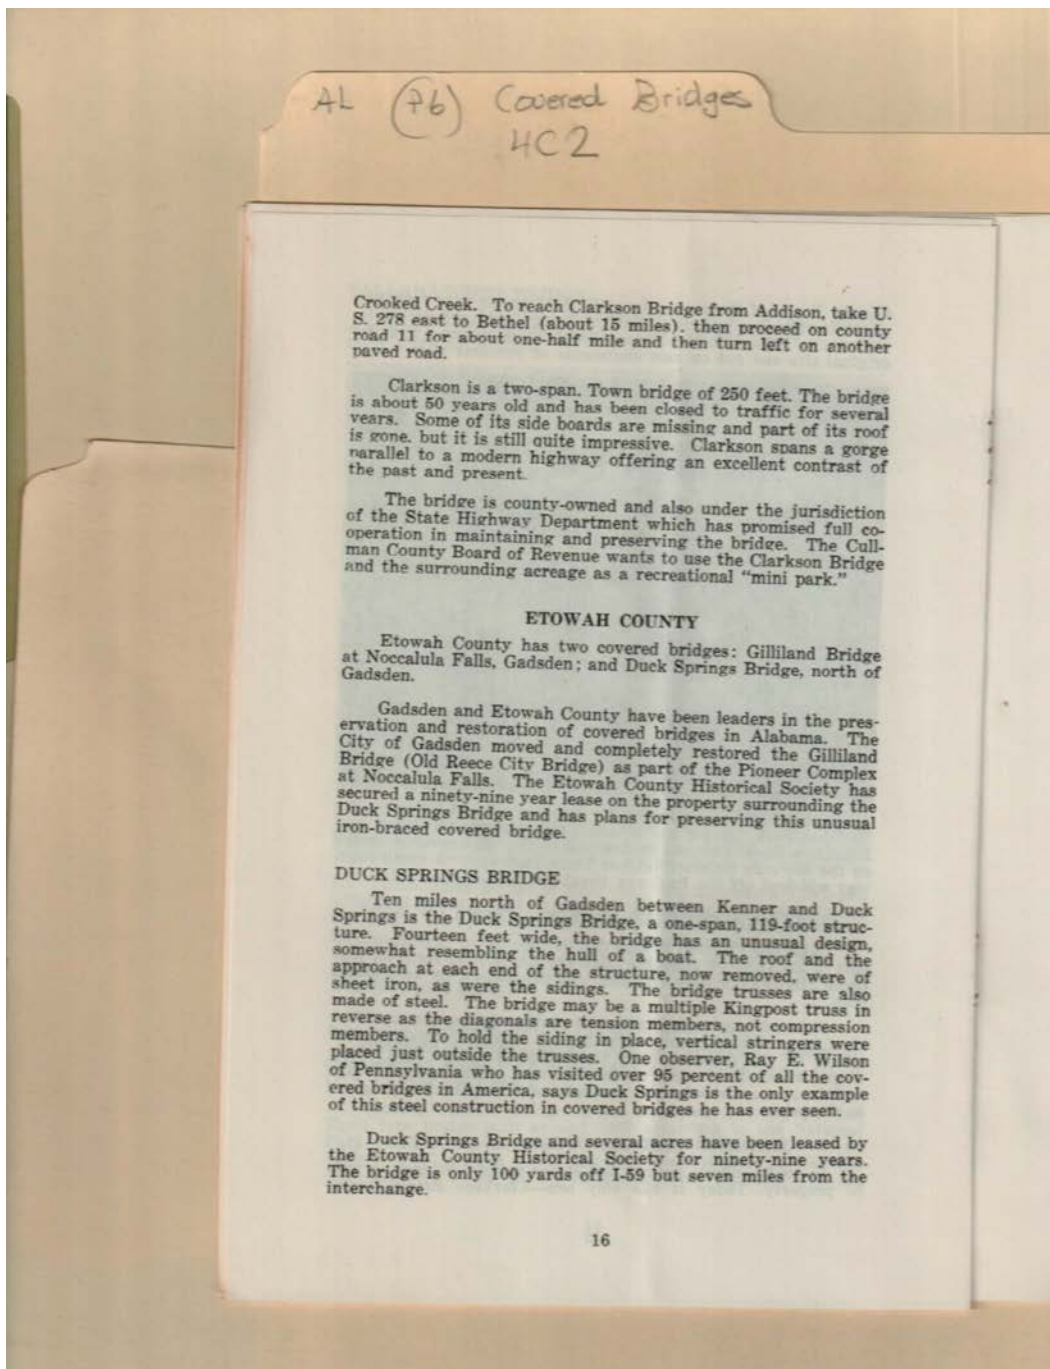 AL (76) Covered Bridges
4C2
Crooked Creek. To reach Clarkson Bridge from Addison, take U.
S. 278 east to Bethel (about 15 miles), then proceed on county
road 11 for about one-half mile and then turn left on another
paved road.
Clarkson is a two-span, Town bridge of 250 feet. The bridge
is about 50 years old and has been closed to traffic for several
years. Some of its side boards are missing and part of its roof
is gone, but it is still quite impressive. Clarkson spans a gorge
parallel to a modern highway offering an excellent contrast of
the past and present.
The bridge is county-owned and also under the jurisdiction
of the State Highway Department which has promised full co-
operation in maintaining and preserving the bridge. The Cull-
man County Board of Revenue wants to use the Clarkson Bridge
and the surrounding acreage as a recreational "mini park."
ETOWAH COUNTY
Etowah County has two covered bridges: Gilliland Bridge
at Noccalula Falls, Gadsden; and Duck Springs Bridge, north of
Gadsden.
Gadsden and Etowah County have been leaders in the pres-
ervation and restoration of covered bridges in Alabama. The
City of Gadsden moved and completely restored the Gilliland
Bridge (Old Reece City Bridge) as part of the Pioneer Complex
at Noccalula Falls. The Etowah County Historical Society has
secured a ninety-nine year lease on the property surrounding the
Duck Springs Bridge and has plans for preserving this unusual
iron-braced covered bridge.
DUCK SPRINGS BRIDGE
Ten miles north of Gadsden between Kenner and Duck
Springs is the Duck Springs Bridge, a one-span, 119-foot struc-
ture. Fourteen feet wide, the bridge has an unusual design,
somewhat resembling the hull of a boat. The roof and the
approach at each end of the structure, now removed, were of
sheet iron, as were the sidings. The bridge trusses are also
made of steel. The bridge may be a multiple Kingpost truss in
reverse as the diagonals are tension members, not compression
members. To hold the siding in place, vertical stringers were
placed just outside the trusses. One observer, Ray E. Wilson
of Pennsylvania who has visited over 95 percent of all the cov-
ered bridges in America, says Duck Springs is the only example
of this steel construction in covered bridges he has ever seen.
Duck Springs Bridge and several acres have been leased by
the Etowah County Historical Society for ninety-nine years.
The bridge is only 100 yards off I-59 but seven miles from the
interchange.
16